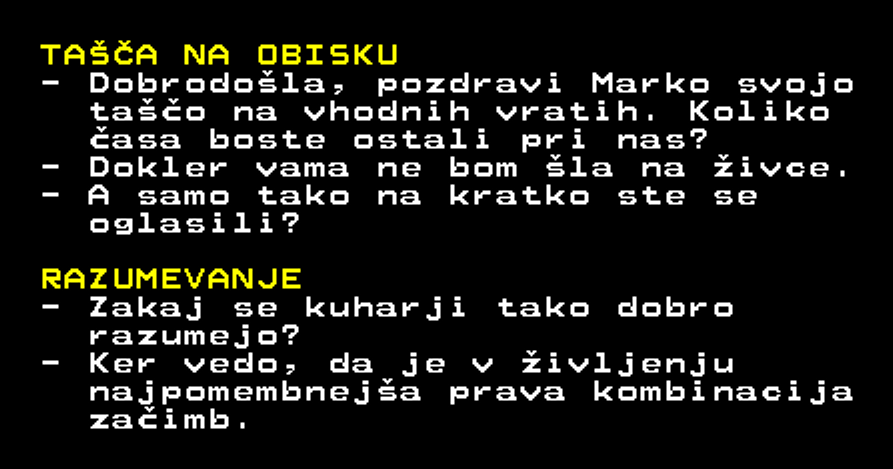 TAŠČA NA OBISKU
- Dobrodošla, pozdravi Marko svojo
taščo na vhodnih vratih. Koliko
časa boste ostali pri nas?
- Dokler vama ne bom šla na živce.
- A samo tako na kratko ste se
oglasili?
RAZUMEVANJE
- Zakaj se kuharji tako dobro
razumejo?
- Ker vedo, da je v življenju
najpomembnejša prava kombinacija
začimb.